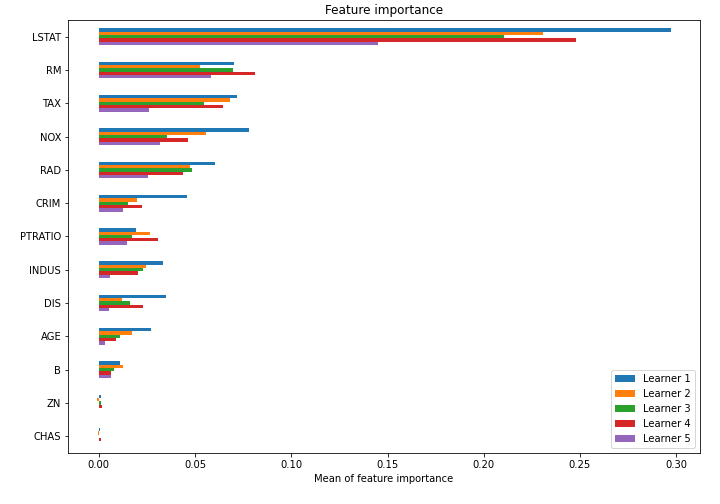 Feature importance
LSTAT
RM
TAX
NOX
RAD
CRIM
PTRATIO
INDUS
DIS
AGE
B
ZN
CHAS
Learner 1
Learner 2
Learner 3
Learner 4
Learner 5
0.00 0.05 0.10 0.15 0.20 0.25 0.30
Mean of feature importance